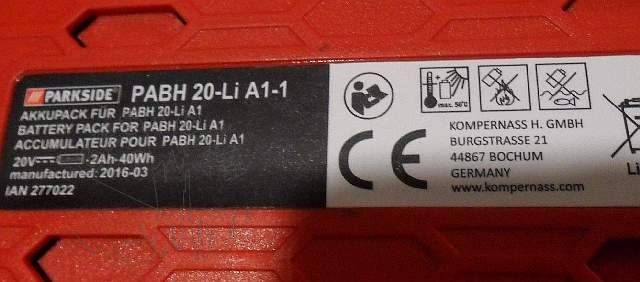 PARKSIDE PABH 20-Li A1-1
AKKUPACK FÜR PABH 20-Li A1
BATTERY PACK FOR PABH 20-Li A1
ACCUMULATEUR POUR PABH 20-Li A1
20V 2Ah-40Wh
manufactured: 2016-03
IAN 277022
max. 50°C
CE
KOMPERNASS H. GMBH
BURGSTRASSE 21
44867 BOCHUM
GERMANY
www.kompernass.com
Li